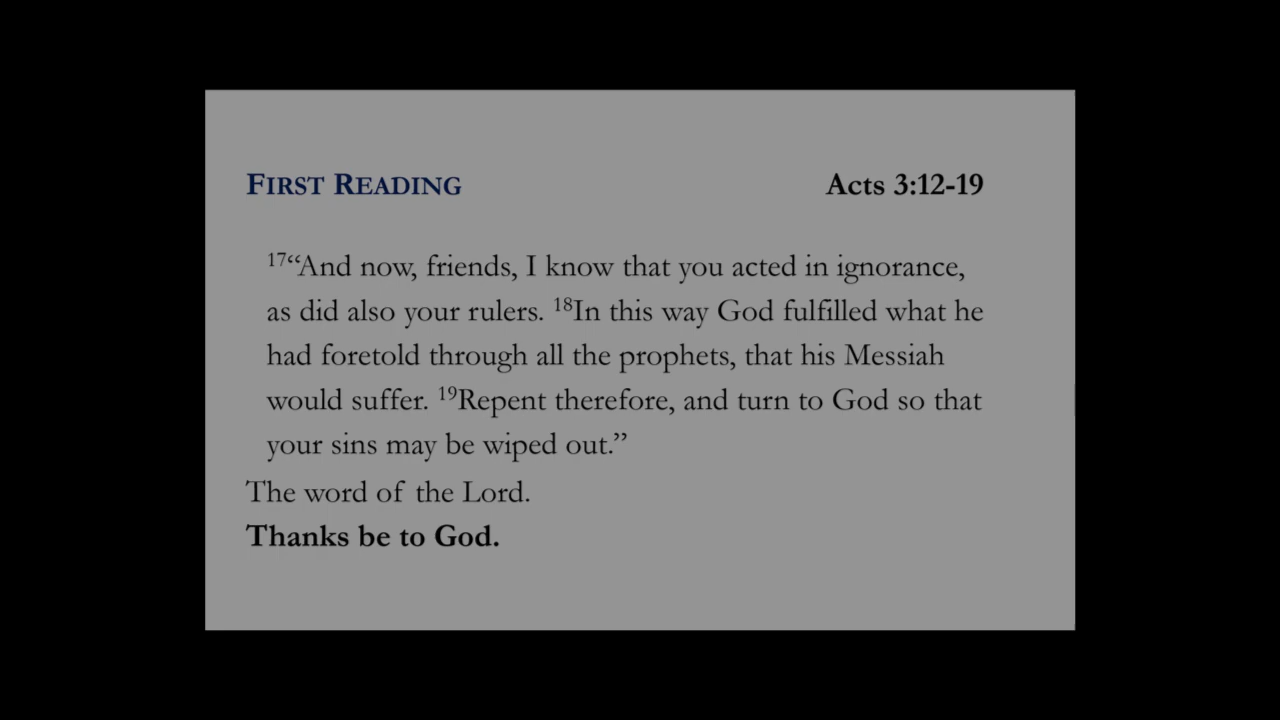 FIRST READING Acts 3:12-19
17“And now, friends, I know that you acted in ignorance,
as did also your rulers. 18In this way God fulfilled what he
had foretold through all the prophets, that his Messiah
would suffer. 19Repent therefore, and turn to God so that
your sins may be wiped out.”
The word of the Lord.
Thanks be to God.